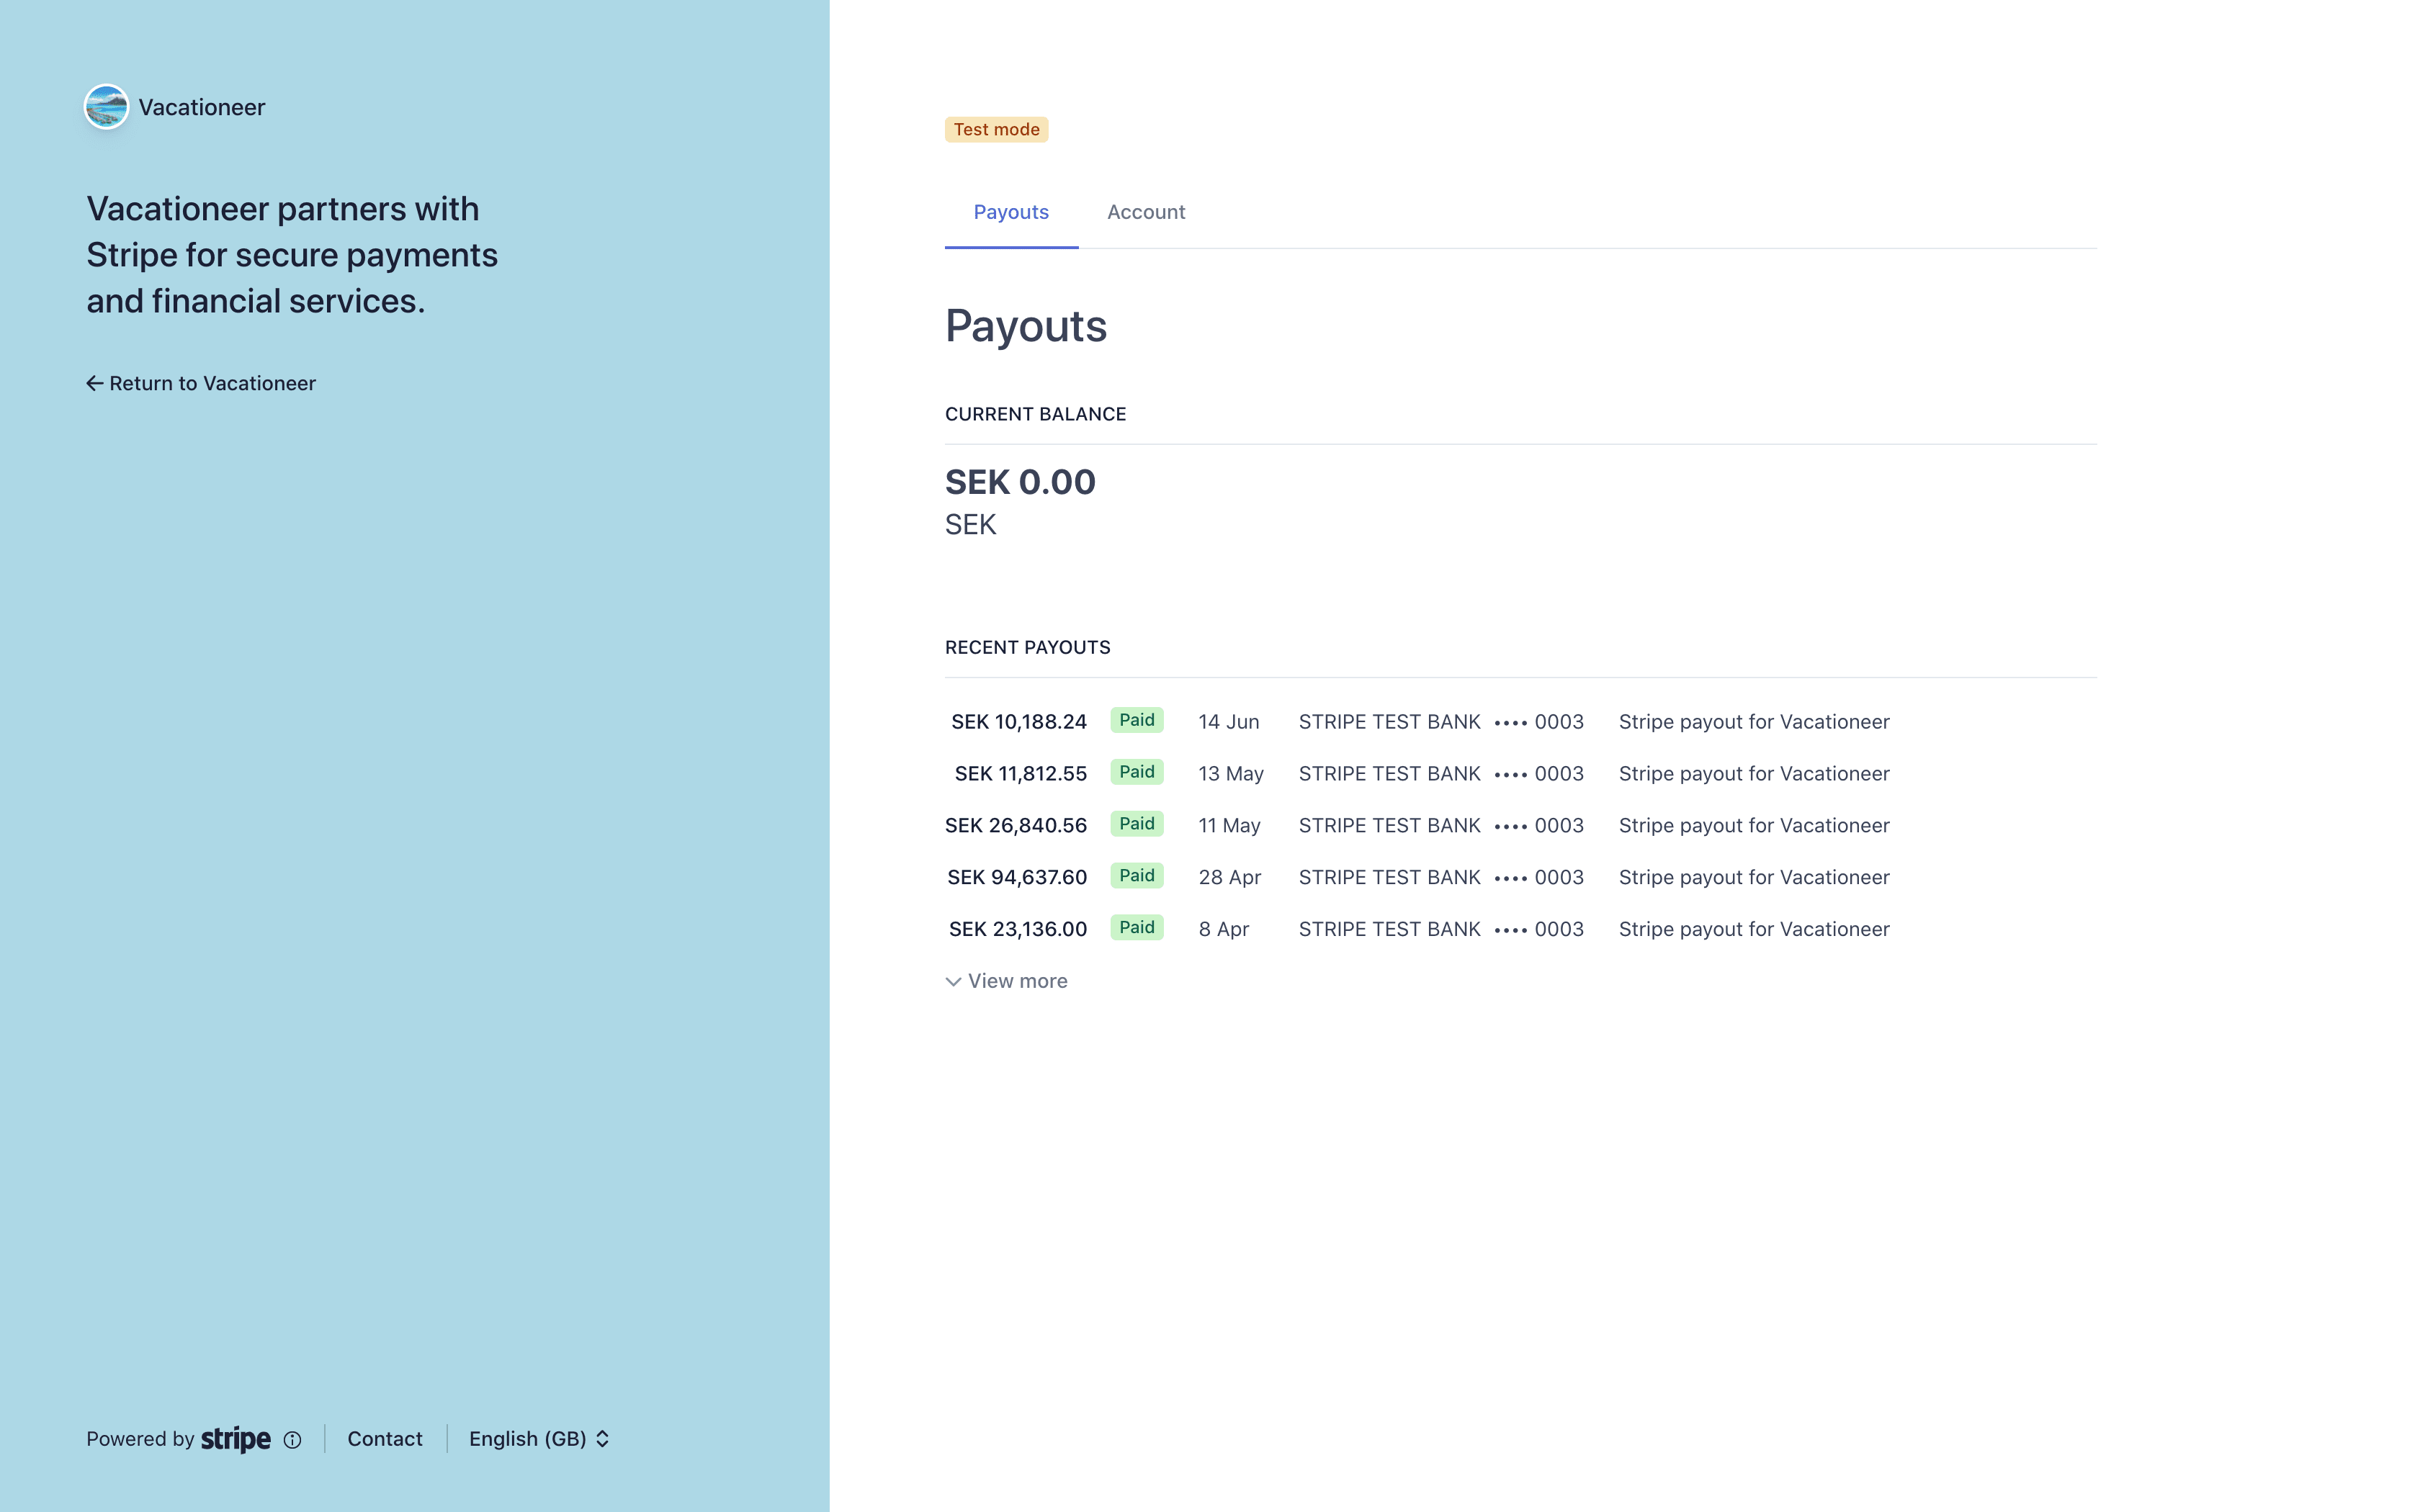 Vacationeer
Vacationeer partners with
Stripe for secure payments
and financial services.
Return to Vacationeer
Powered by stripe
Contact
English (GB)
Test mode
Payouts Account
Payouts
CURRENT BALANCE
SEK 0.00
SEK
RECENT PAYOUTS
SEK 10,188.24 Paid 14 Jun STRIPE TEST BANK •••• 0003 Stripe payout for Vacationeer
SEK 11,812.55 Paid 13 May STRIPE TEST BANK •••• 0003 Stripe payout for Vacationeer
SEK 26,840.56 Paid 11 May STRIPE TEST BANK •••• 0003 Stripe payout for Vacationeer
SEK 94,637.60 Paid 28 Apr STRIPE TEST BANK •••• 0003 Stripe payout for Vacationeer
SEK 23,136.00 Paid 8 Apr STRIPE TEST BANK •••• 0003 Stripe payout for Vacationeer
View more